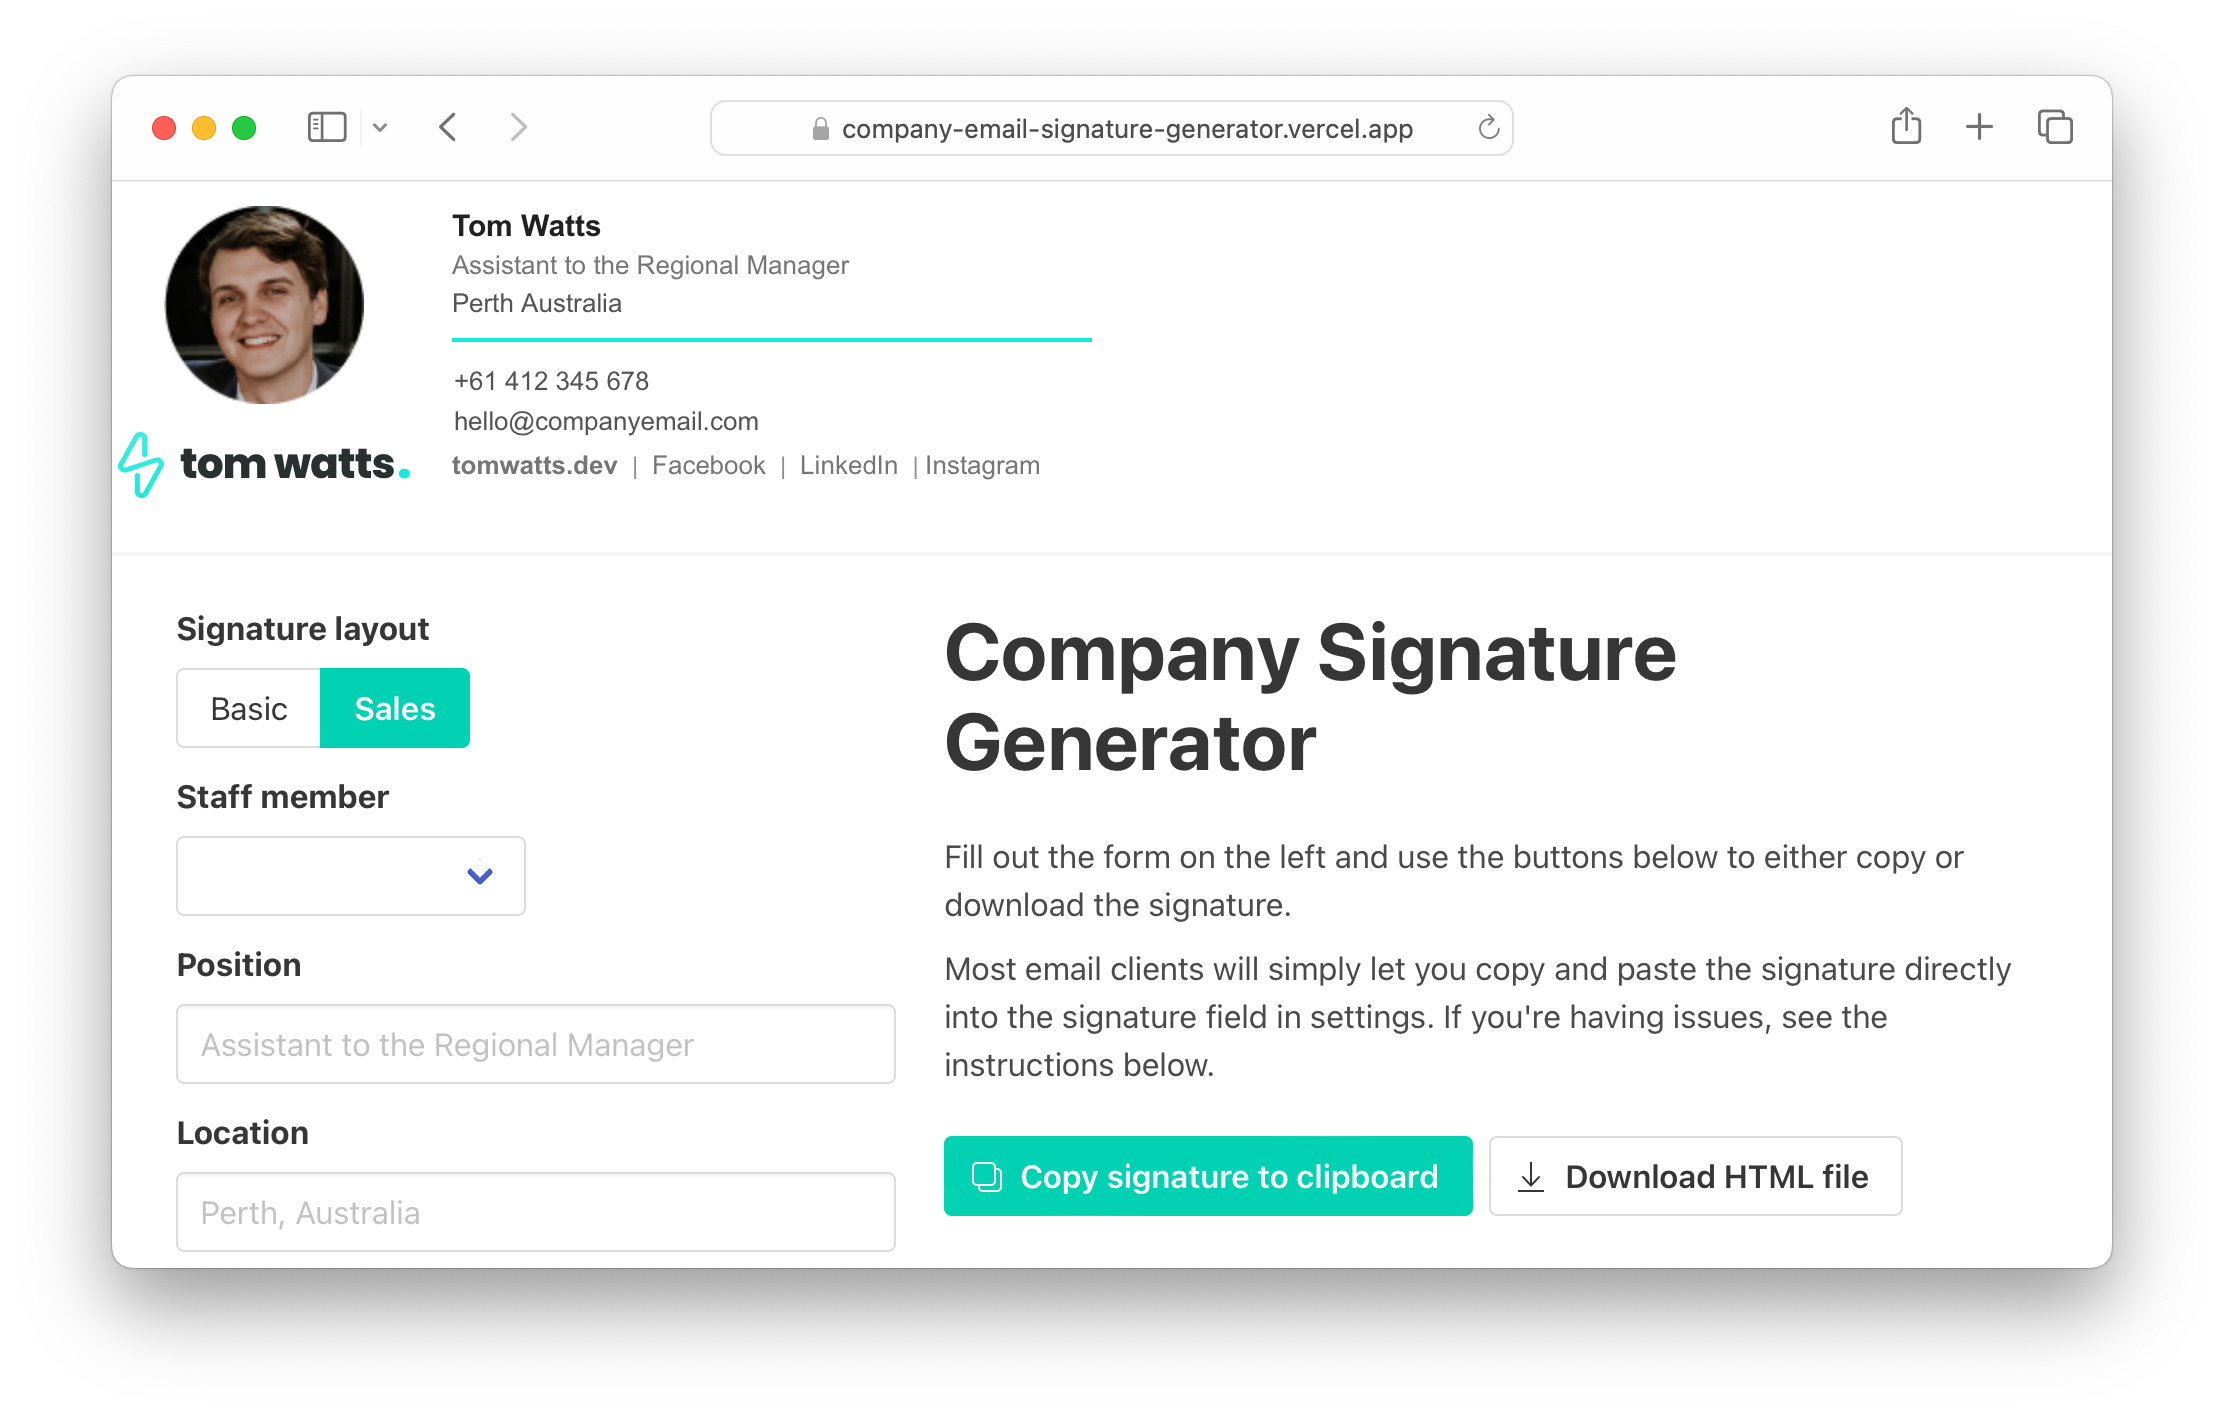 company-email-signature-generator.vercel.app
Tom Watts
Assistant to the Regional Manager
Perth Australia
+61 412 345 678
hello@companyemail.com
tom watts.
tomwatts.dev | Facebook | LinkedIn | Instagram
Signature layout
Basic
Sales
Staff member
Position
Assistant to the Regional Manager
Location
Perth, Australia
Company Signature
Generator
Fill out the form on the left and use the buttons below to either copy or
download the signature.
Most email clients will simply let you copy and paste the signature directly
into the signature field in settings. If you're having issues, see the
instructions below.
Copy signature to clipboard
Download HTML file